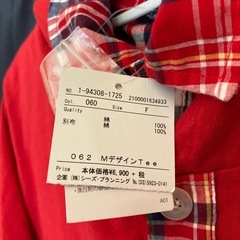 NO. 1-94308-1725
Col. 060 2100001634933
Size F
Quality
綿 100%
別布 綿 100%
062 MデザインTee
Price 本体価格¥6,900 +税
企画 (株)シーズ・プランニング Tel.(03)5923-0141
A01